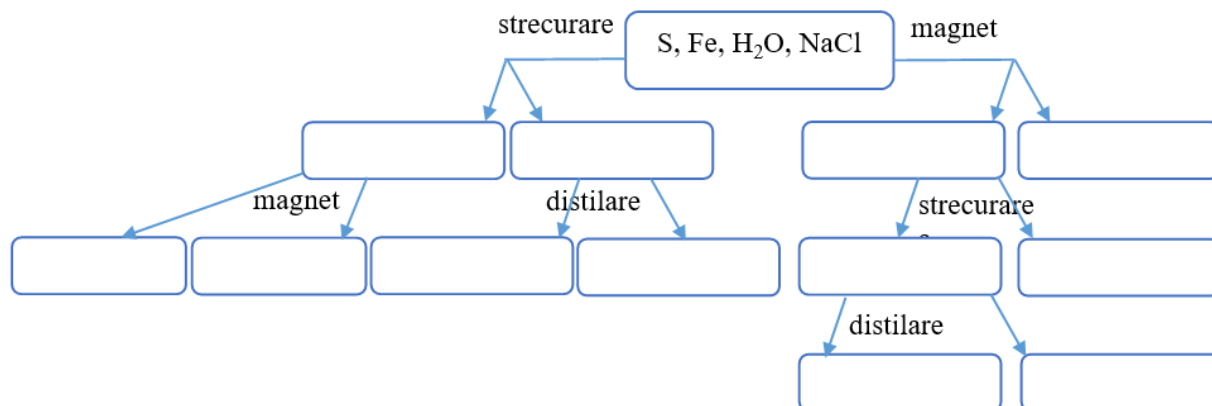 strecurare
S, Fe, H₂O, NaCl
magnet
magnet
distilare
strecurare
distilare